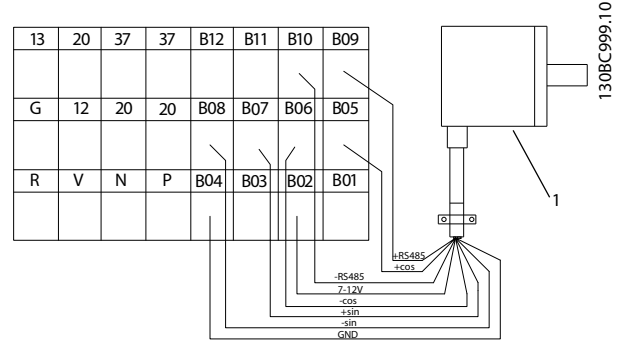 13 20 37 37 B12 B11 B10 B09
G 12 20 20 B08 B07 B06 B05
R V N P B04 B03 B02 B01
130BC999.10
1
+RS485
+cos
-RS485
7-12V
-cos
+sin
-sin
GND